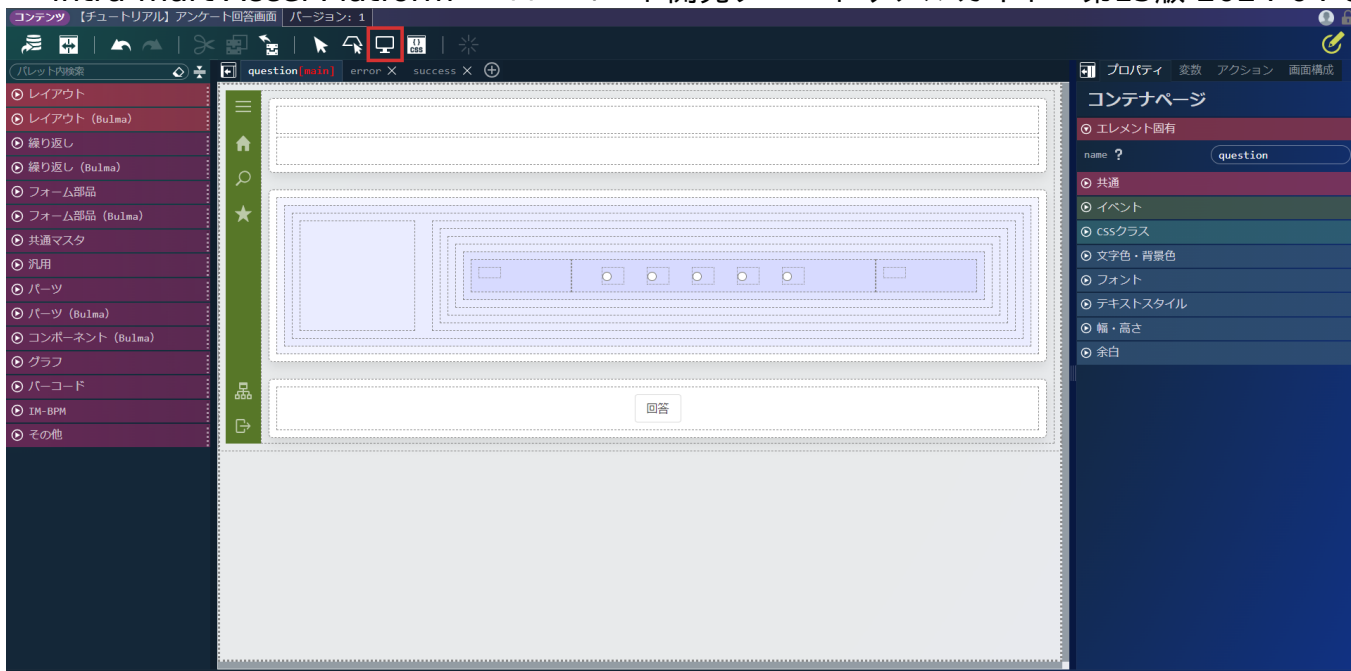 コンテンツ 【チュートリアル】アンケート回答画面 バージョン: 1
パレット内検索
question[main] error × success ×
プロパティ 変数 アクション 画面構成
レイアウト
レイアウト (Bulma)
繰り返し
繰り返し (Bulma)
フォーム部品
フォーム部品 (Bulma)
共通マスタ
汎用
パーツ
パーツ (Bulma)
コンポーネント (Bulma)
グラフ
バーコード
IM-BPM
その他
回答
コンテナページ
エレメント固有
name ? question
共通
イベント
CSSクラス
文字色・背景色
フォント
テキストスタイル
幅・高さ
余白
{} CSS